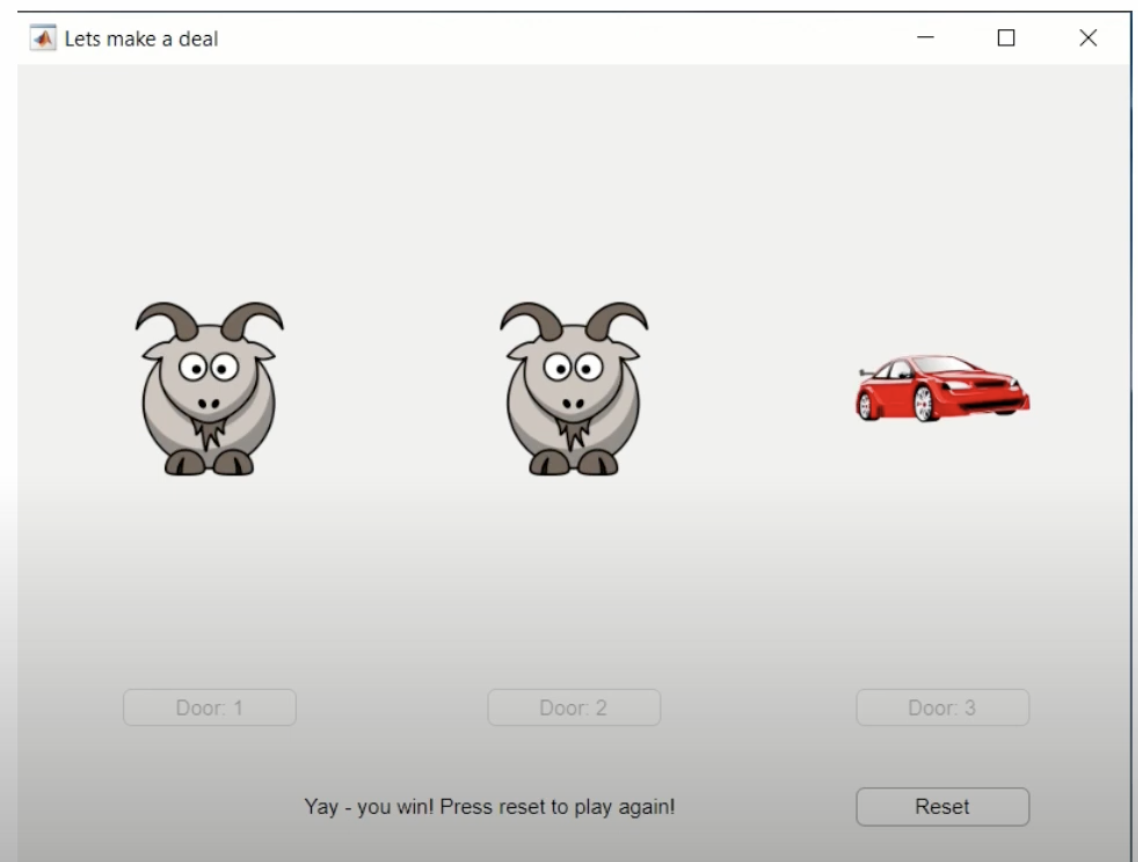 Lets make a deal
Door: 1
Door: 2
Door: 3
Yay - you win! Press reset to play again!
Reset